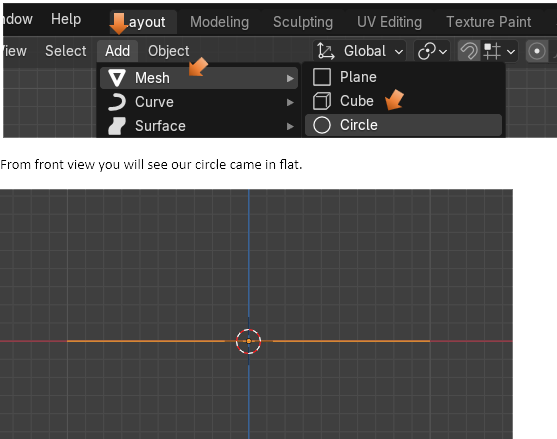 ndow Help Layout Modeling Sculpting UV Editing Texture Paint
View Select Add Object Global
Mesh Plane
Curve Cube
Surface Circle
From front view you will see our circle came in flat.